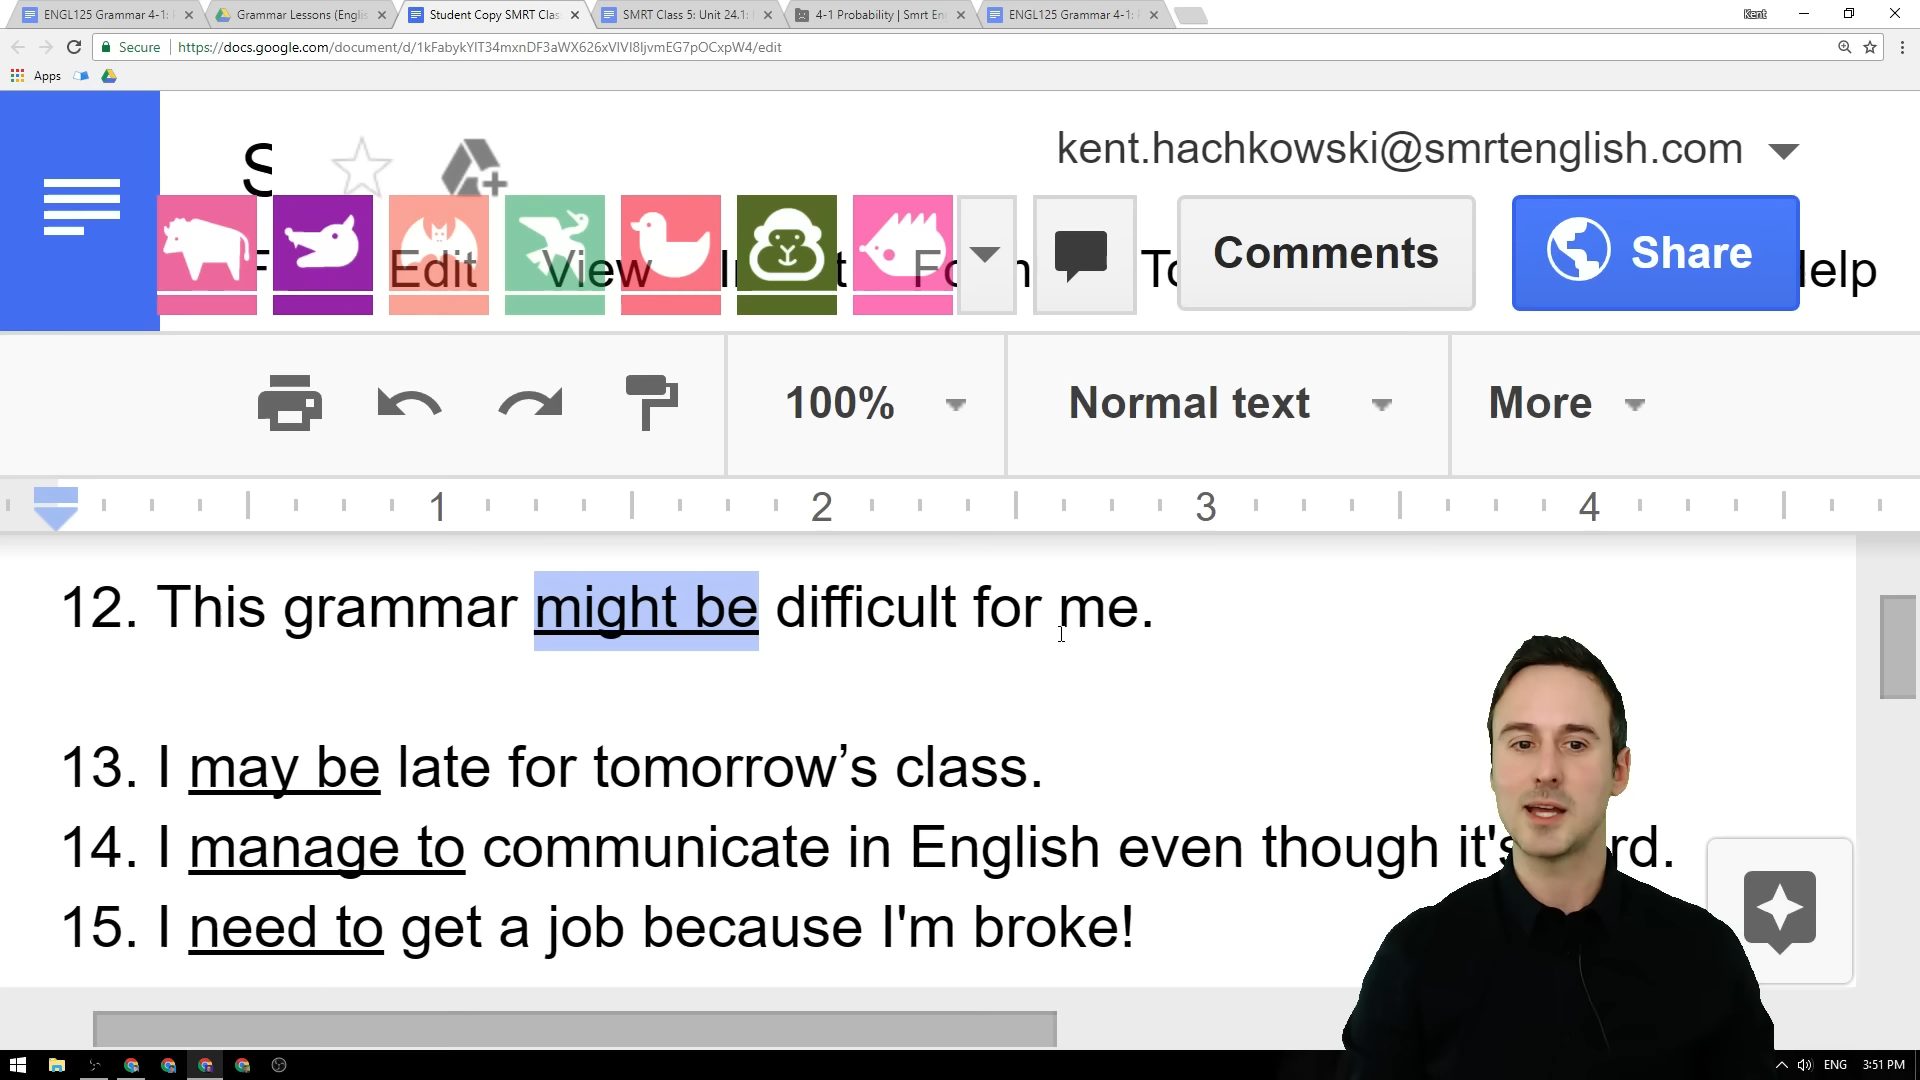 ENGL125 Grammar 4-1:
Grammar Lessons (Englis
Student Copy SMRT Clas
SMRT Class 5: Unit 24.1:
4-1 Probability | Smrt En
ENGL125 Grammar 4-1:
Kent
Secure
https://docs.google.com/document/d/1kFabykYIT34mxnDF3aWX626xVIVI8IjvmEG7pOCxpW4/edit
Apps
S
kent.hachkowski@smrtenglish.com
Edit View
Comments
Share
100%
Normal text
More
1 2 3 4
12. This grammar might be difficult for me.
13. I may be late for tomorrow’s class.
14. I manage to communicate in English even though it's
15. I need to get a job because I'm broke!
ENG
3:51 PM